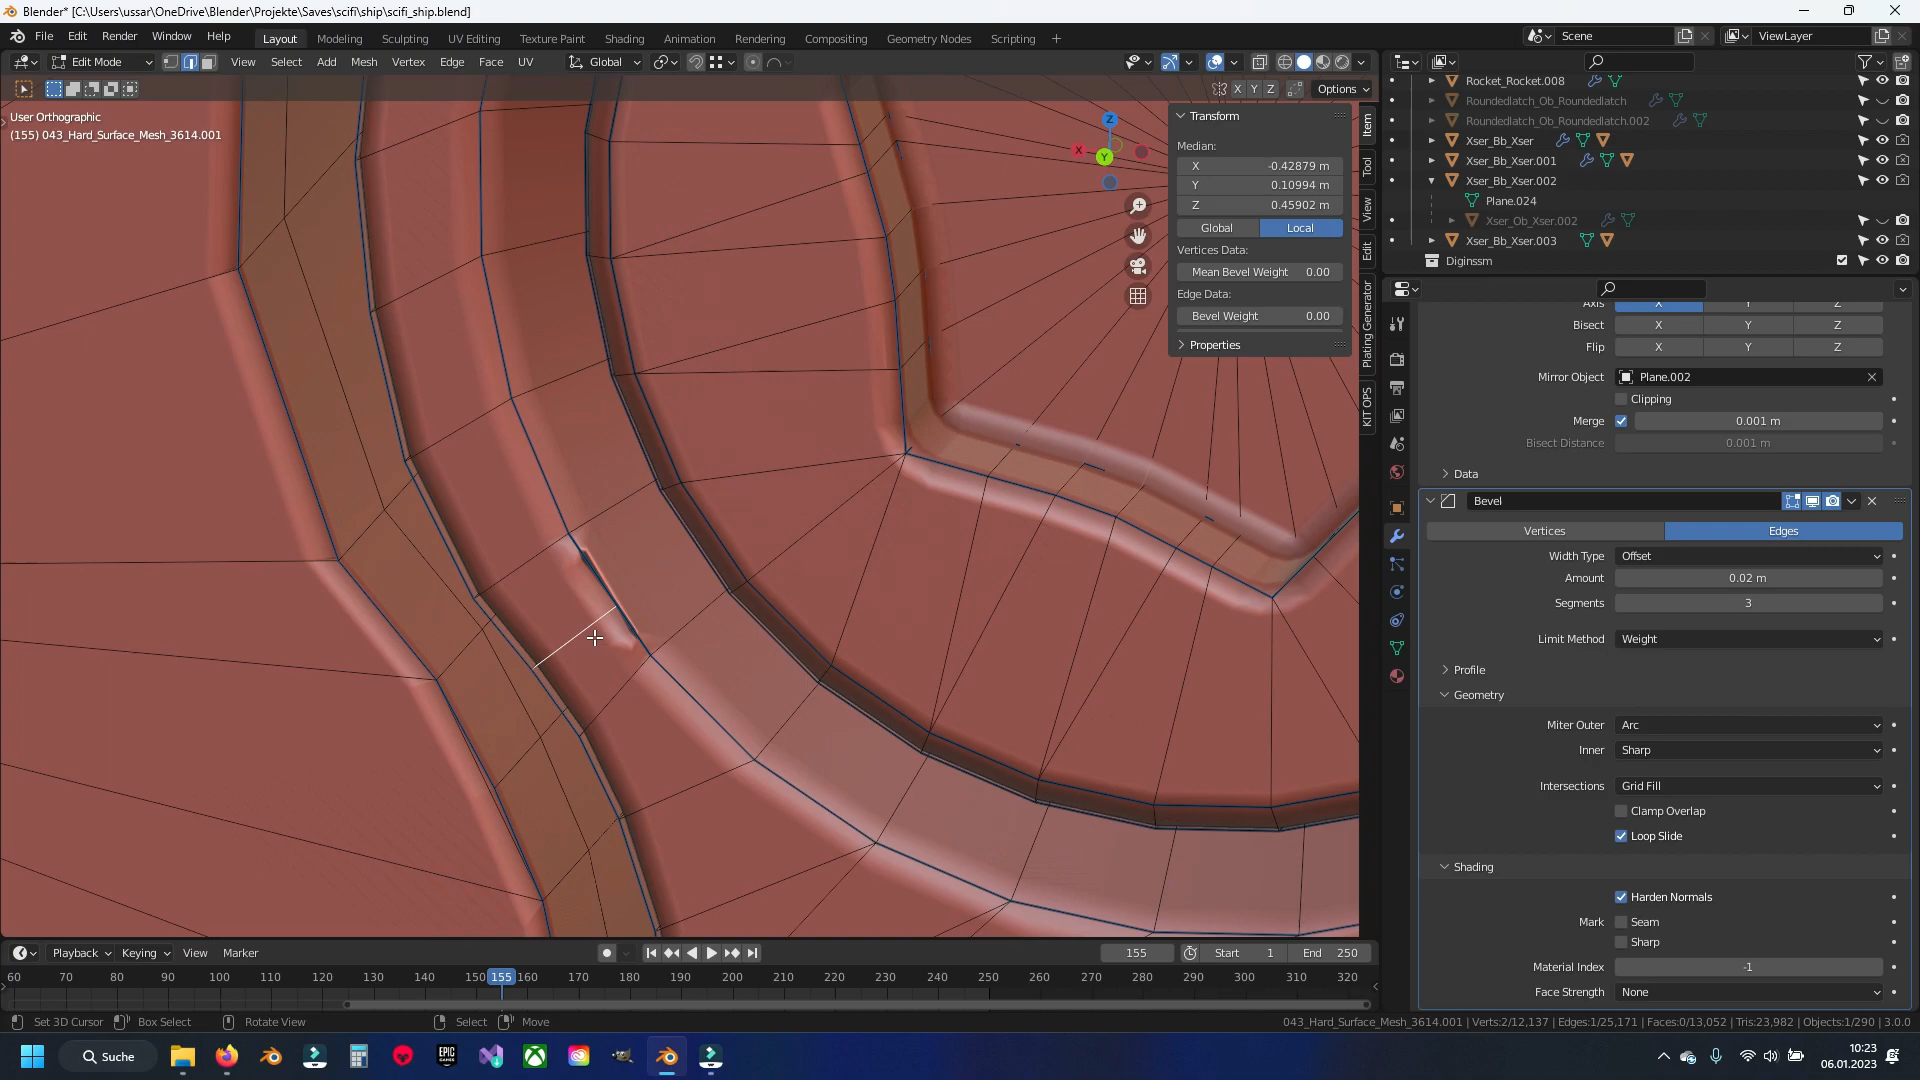 Blender* [C:\Users\ussar\OneDrive\Blender\Projekte\Saves\scifi\ship\scifi_ship.blend]
File Edit Render Window Help Layout Modeling Sculpting UV Editing Texture Paint Shading Animation Rendering Compositing Geometry Nodes Scripting + Scene ViewLayer
Edit Mode View Select Add Mesh Vertex Edge Face UV Global
X Y Z Options
User Orthographic
(155) 043_Hard_Surface_Mesh_3614.001
Z
X
Y
Transform
Median:
X -0.42879 m
Y 0.10994 m
Z 0.45902 m
Global Local
Vertices Data:
Mean Bevel Weight 0.00
Edge Data:
Bevel Weight 0.00
Properties
Item
Tool
View
Edit
Plating Generator
KIT OPS
Rocket_Rocket.008
Roundedlatch_Ob_Roundedlatch
Roundedlatch_Ob_Roundedlatch.002
Xser_Bb_Xser
Xser_Bb_Xser.001
Xser_Bb_Xser.002
Plane.024
Xser_Ob_Xser.002
Xser_Bb_Xser.003
Diginssm
Axis X Y Z
Bisect X Y Z
Flip X Y Z
Mirror Object Plane.002
Clipping
Merge 0.001 m
Bisect Distance 0.001 m
Data
Bevel
Vertices Edges
Width Type Offset
Amount 0.02 m
Segments 3
Limit Method Weight
Profile
Geometry
Miter Outer Arc
Inner Sharp
Intersections Grid Fill
Clamp Overlap
Loop Slide
Shading
Harden Normals
Mark Seam
Sharp
Material Index -1
Face Strength None
Playback Keying View Marker 155 Start 1 End 250
60 70 80 90 100 110 120 130 140 150 155 160 170 180 190 200 210 220 230 240 250 260 270 280 290 300 310 320
Set 3D Cursor Box Select Rotate View Select Move 043_Hard_Surface_Mesh_3614.001 | Verts:2/12,137 | Edges:1/25,171 | Faces:0/13,052 | Tris:23,982 | Objects:1/290 | 3.0.0
Suche EPIC GAMES 10:23
06.01.2023